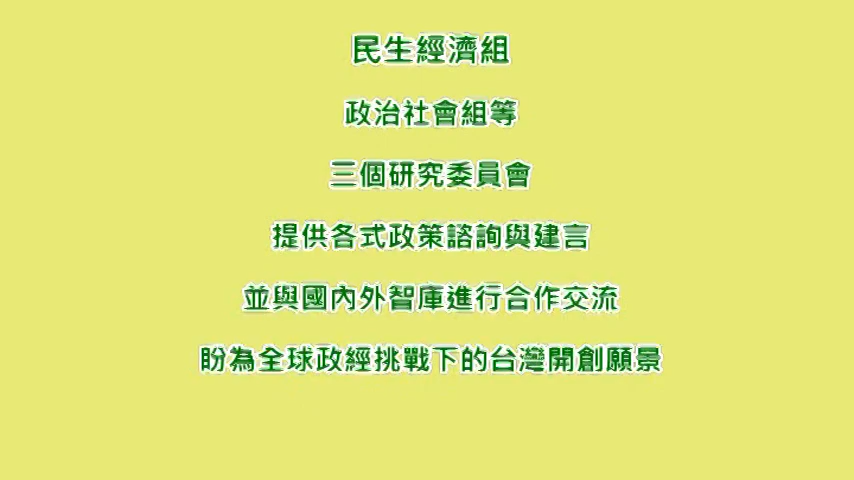 民生經濟組
政治社會組等
三個研究委員會
提供各式政策諮詢與建言
並與國內外智庫進行合作交流
盼為全球政經挑戰下的台灣開創願景